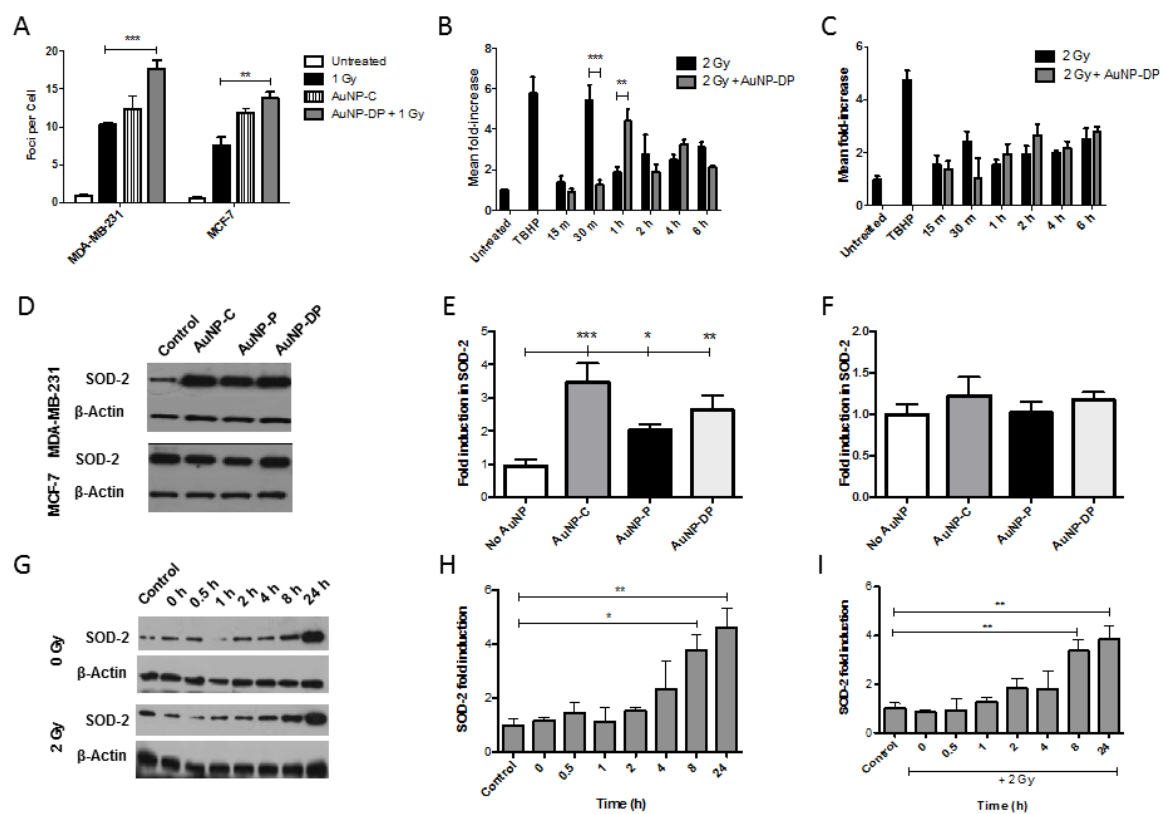 A
Foci per Cell
20
15
10
5
0
***
**
MDA-MB-231
MCF-7
Untreated
1 Gy
AuNP-C
AuNP-DP + 1 Gy
B
Mean fold-increase
8
6
4
2
0
***
**
2 Gy
2 Gy + AuNP-DP
Untreated
TBHP
15 m
30 m
1 h
2 h
4 h
6 h
C
Mean fold-increase
6
4
2
0
2 Gy
2 Gy + AuNP-DP
Untreated
TBHP
15 m
30 m
1 h
2 h
4 h
6 h
D
Control
AuNP-C
AuNP-P
AuNP-DP
MDA-MB-231
SOD-2
β-Actin
MCF-7
SOD-2
β-Actin
E
Fold induction in SOD-2
5
4
3
2
1
0
***
*
**
No AuNP
AuNP-C
AuNP-P
AuNP-DP
F
Fold induction in SOD-2
2.0
1.5
1.0
0.5
0.0
No AuNP
AuNP-C
AuNP-P
AuNP-DP
G
Control
0 h
0.5 h
1 h
2 h
4 h
8 h
24 h
0 Gy
SOD-2
β-Actin
2 Gy
SOD-2
β-Actin
H
SOD-2 fold induction
6
4
2
0
**
*
Control
0
0.5
1
2
4
8
24
Time (h)
I
SOD-2 fold induction
6
4
2
0
**
**
Control
0
0.5
1
2
4
8
24
+ 2 Gy
Time (h)